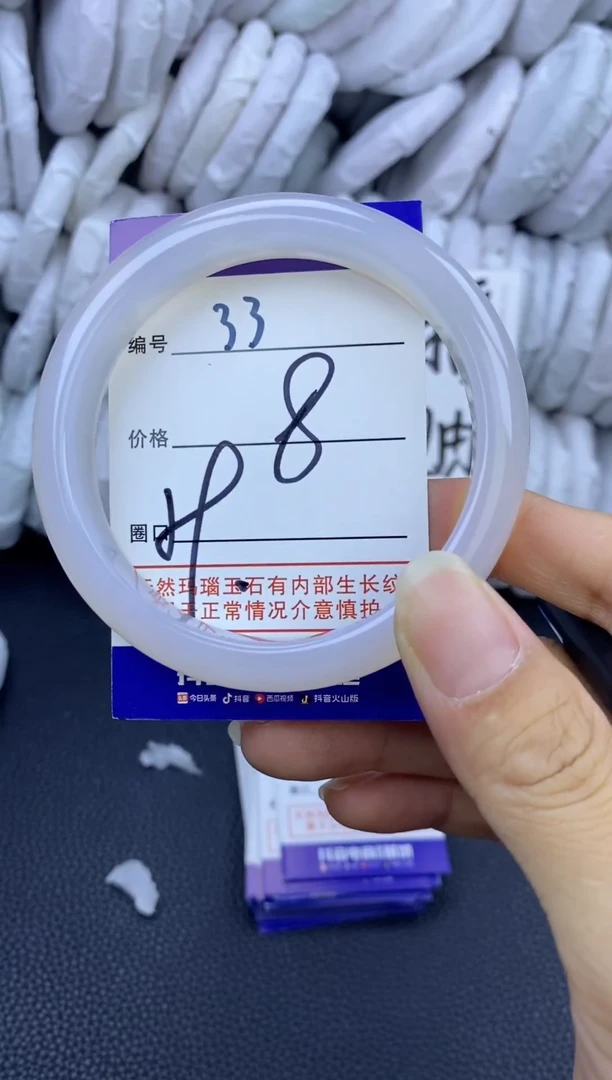 编号 33
价格 8
圈口
然玛瑙玉石有内部生长纹
正常情况介意慎
今日头条 抖音 西瓜视频 抖音火山版